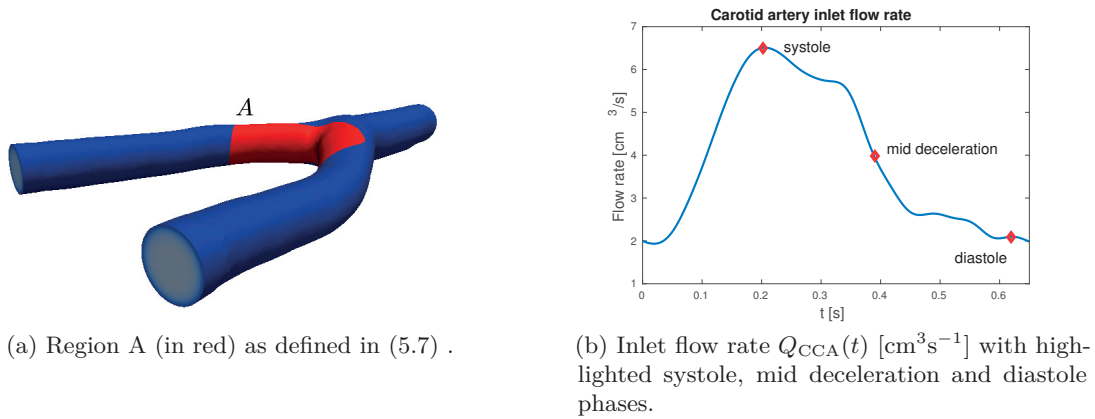 A
(a) Region A (in red) as defined in (5.7) .
Carotid artery inlet flow rate
7
6
5
4
3
2
1
Flow rate [cm ³/s]
systole
mid deceleration
diastole
0 0.1 0.2 0.3 0.4 0.5 0.6
t [s]
(b) Inlet flow rate Q_CCA(t) [cm³s⁻¹] with high-
lighted systole, mid deceleration and diastole
phases.